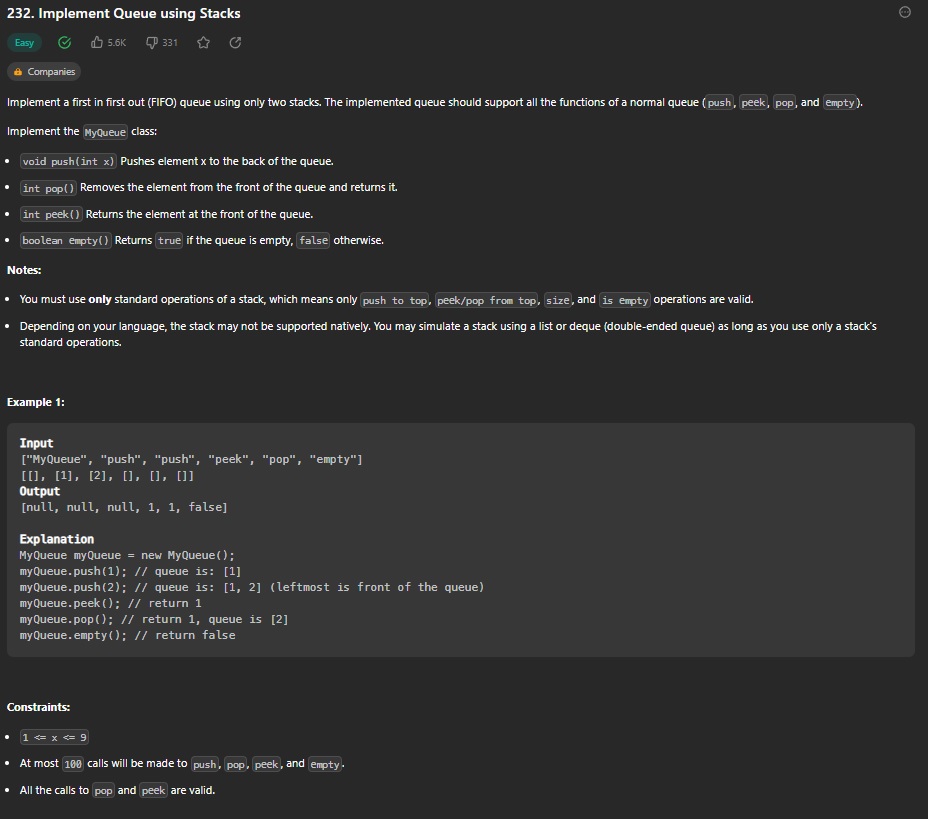 232. Implement Queue using Stacks
Easy 5.6K 331
Companies
Implement a first in first out (FIFO) queue using only two stacks. The implemented queue should support all the functions of a normal queue (push, peek, pop, and empty).
Implement the MyQueue class:
• void push(int x) Pushes element x to the back of the queue.
• int pop() Removes the element from the front of the queue and returns it.
• int peek() Returns the element at the front of the queue.
• boolean empty() Returns true if the queue is empty, false otherwise.
Notes:
• You must use only standard operations of a stack, which means only push to top, peek/pop from top, size, and is empty operations are valid.
• Depending on your language, the stack may not be supported natively. You may simulate a stack using a list or deque (double-ended queue) as long as you use only a stack's
standard operations.
Example 1:
Input
["MyQueue", "push", "push", "peek", "pop", "empty"]
[[], [1], [2], [], [], []]
Output
[null, null, null, 1, 1, false]
Explanation
MyQueue myQueue = new MyQueue();
myQueue.push(1); // queue is: [1]
myQueue.push(2); // queue is: [1, 2] (leftmost is front of the queue)
myQueue.peek(); // return 1
myQueue.pop(); // return 1, queue is [2]
myQueue.empty(); // return false
Constraints:
• 1 <= x <= 9
• At most 100 calls will be made to push, pop, peek, and empty.
• All the calls to pop and peek are valid.